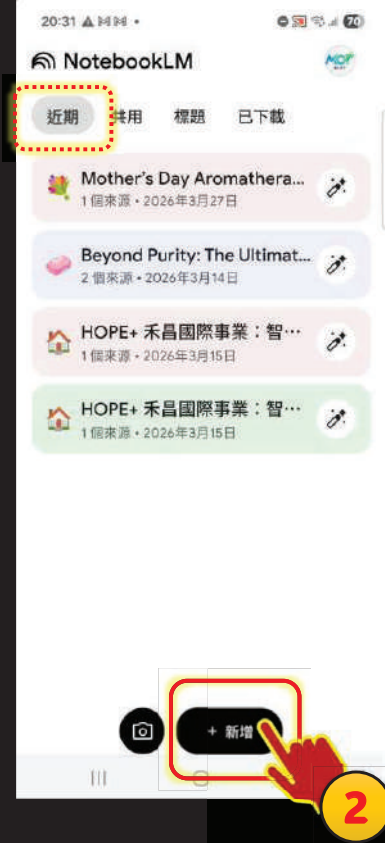 20:31
70
NotebookLM
MOP
近期 共用 標題 已下載
Mother's Day Aromathera...
1 個來源 • 2026年3月27日
Beyond Purity: The Ultimat...
2 個來源 • 2026年3月14日
HOPE+ 禾昌國際事業：智⋯
1 個來源 • 2026年3月15日
HOPE+ 禾昌國際事業：智⋯
1 個來源 • 2026年3月15日
+ 新增
2